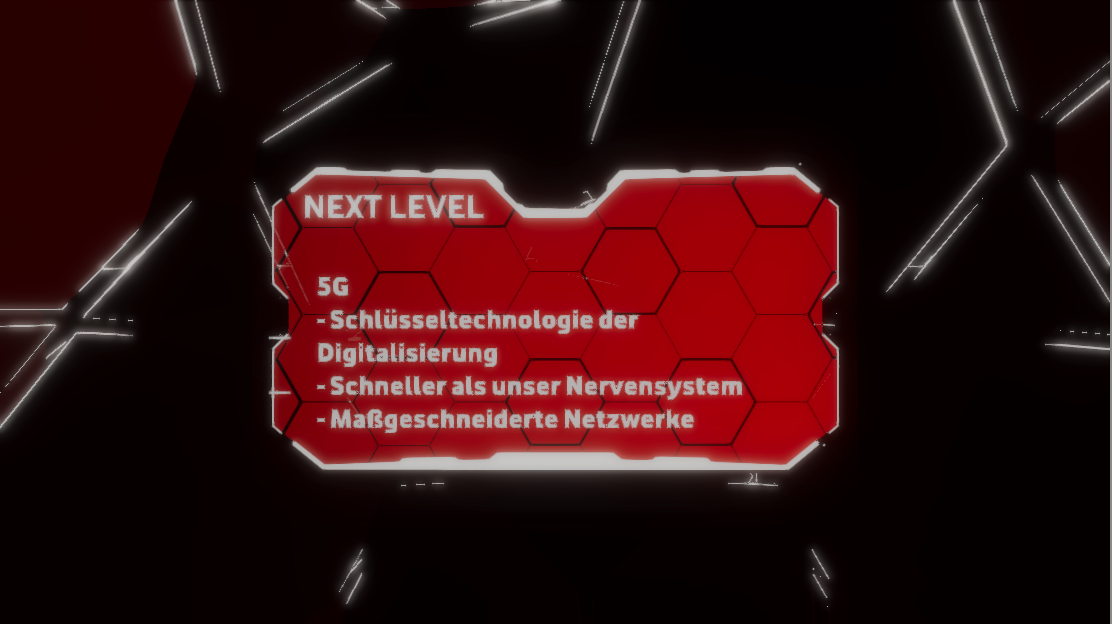 NEXT LEVEL
5G
- Schlüsseltechnologie der
Digitalisierung
- Schneller als unser Nervensystem
- Maßgeschneiderte Netzwerke